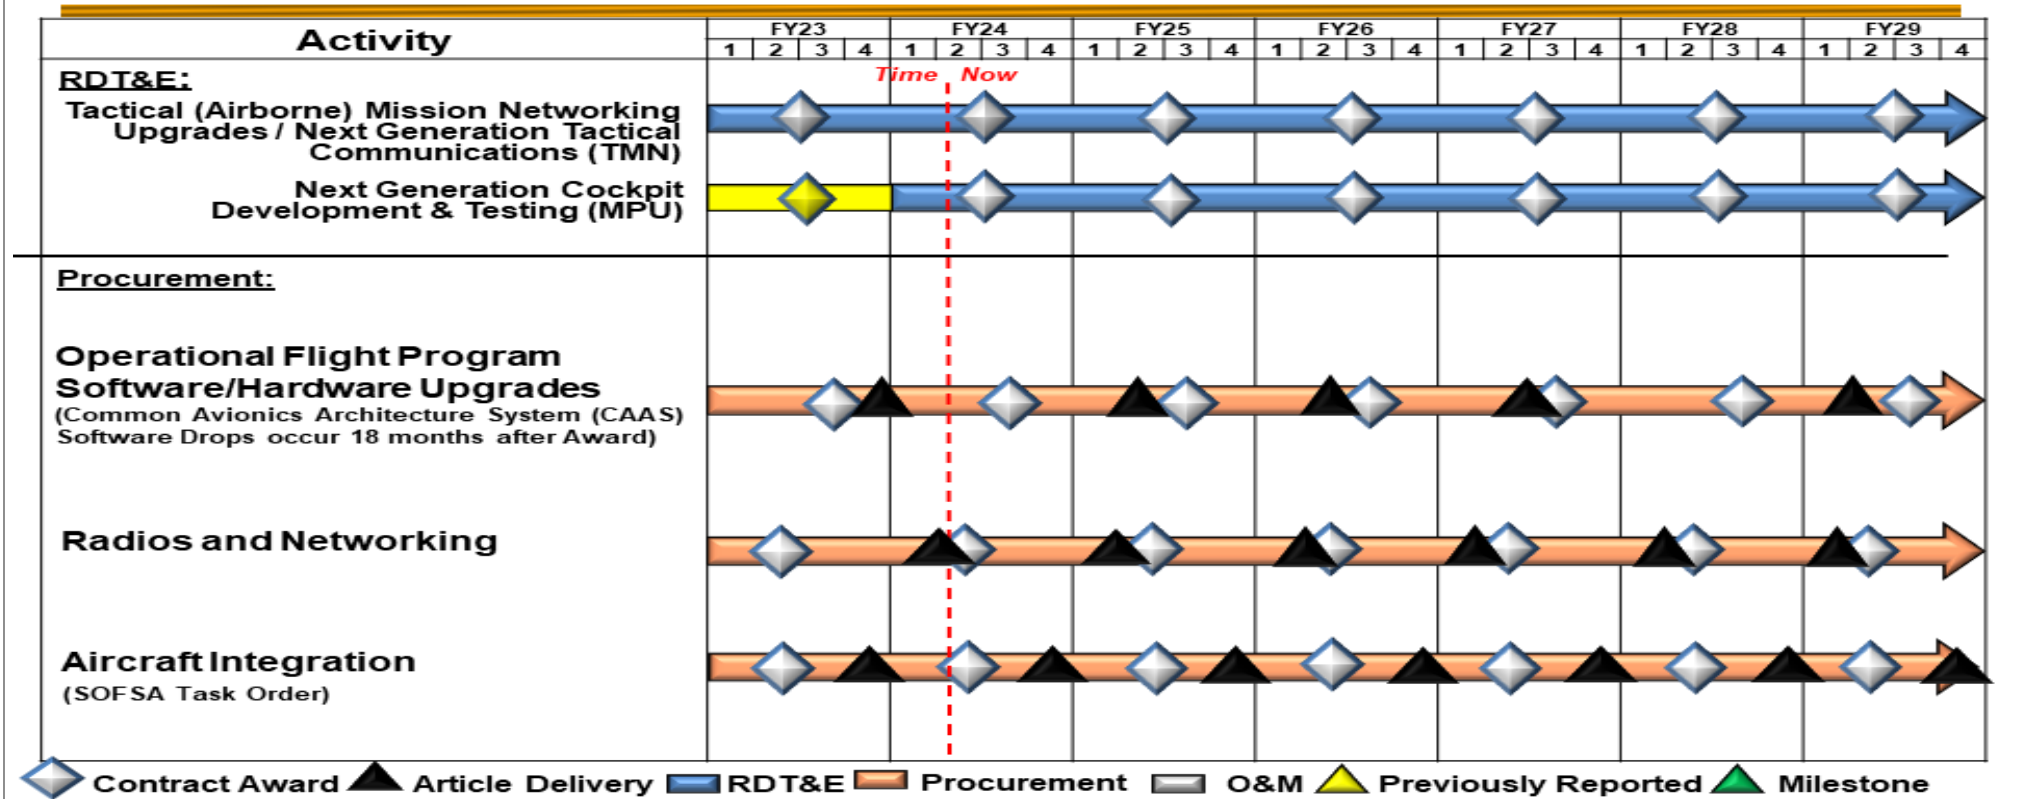 Activity
FY23 FY24 FY25 FY26 FY27 FY28 FY29
1 2 3 4 1 2 3 4 1 2 3 4 1 2 3 4 1 2 3 4 1 2 3 4 1 2 3 4
Time Now
RDT&E:
Tactical (Airborne) Mission Networking
Upgrades / Next Generation Tactical
Communications (TMN)
Next Generation Cockpit
Development & Testing (MPU)
Procurement:
Operational Flight Program
Software/Hardware Upgrades
(Common Avionics Architecture System (CAAS)
Software Drops occur 18 months after Award)
Radios and Networking
Aircraft Integration
(SOFSA Task Order)
Contract Award Article Delivery RDT&E Procurement O&M Previously Reported Milestone